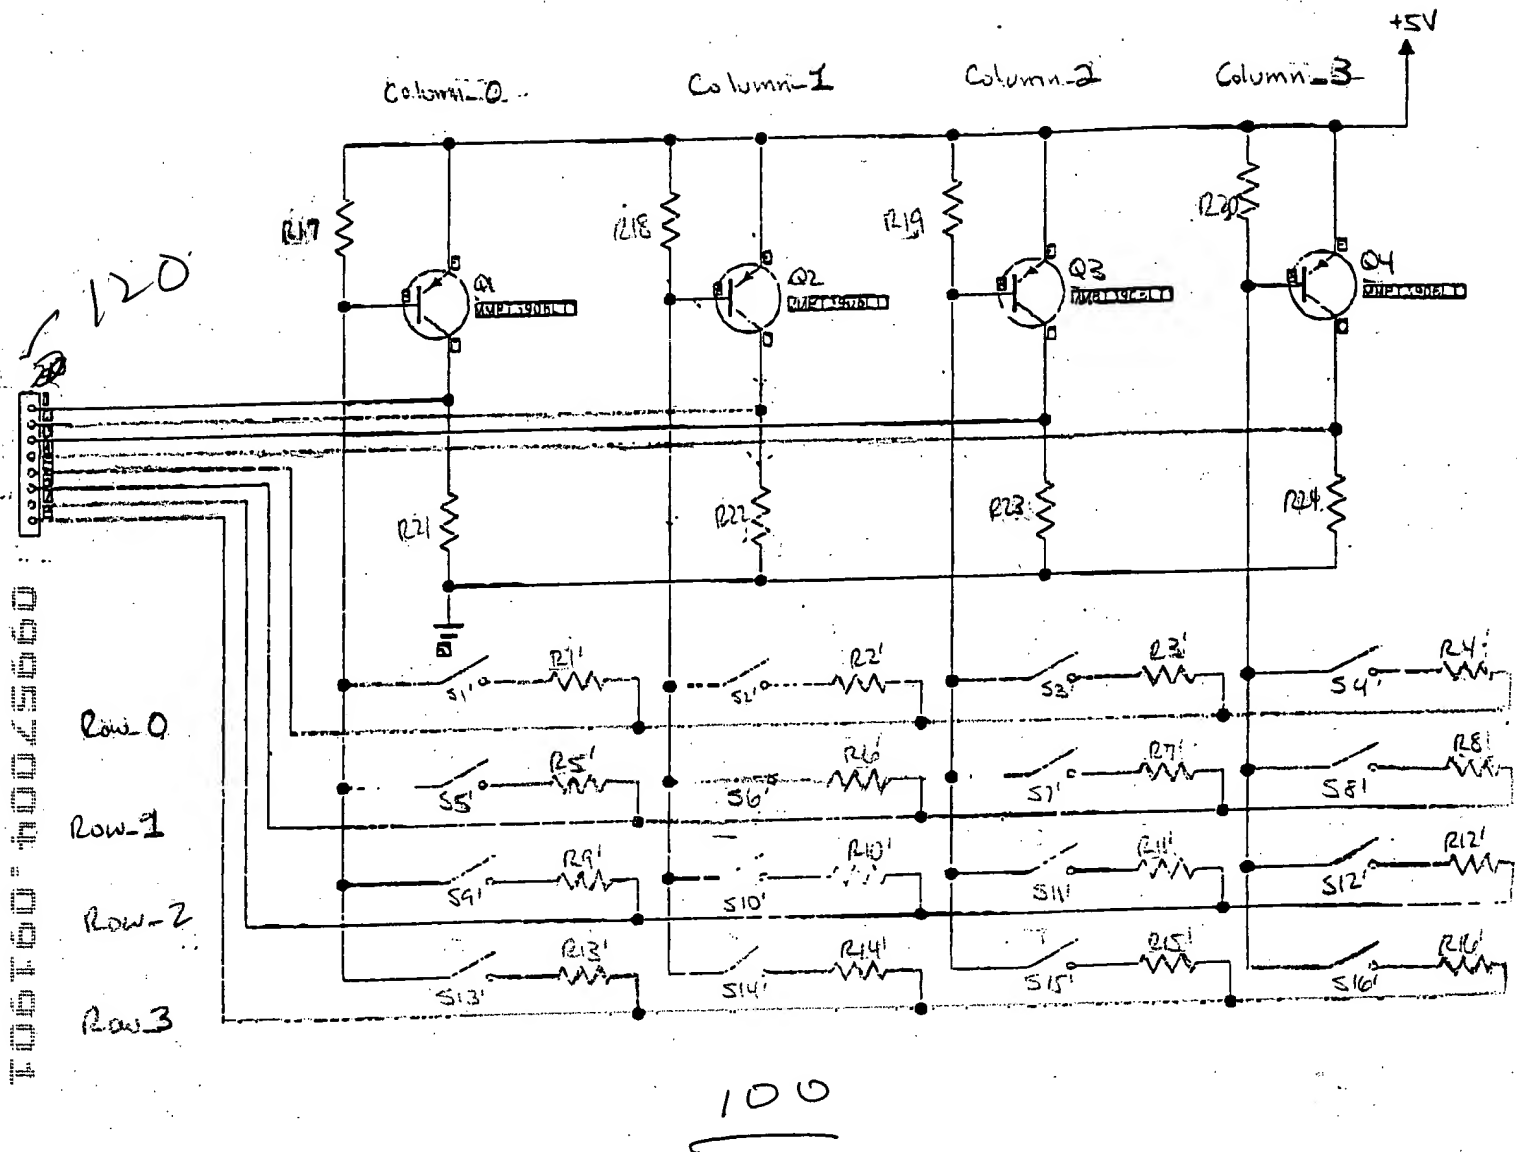 +5V
Column_0
Column_1
Column_2
Column_3
R17
R18
R19
R20
Q1
Q2
Q3
Q4
120
R21
R22
R23
R24
R1'
R2'
R3'
R4'
S1'
S2'
S3'
S4'
Row_0
R5'
R6'
R7'
R8'
S5'
S6'
S7'
S8'
Row_1
R9'
R10'
R11'
R12'
S9'
S10'
S11'
S12'
Row_2
R13'
R14'
R15'
R16'
S13'
S14'
S15'
S16'
Row_3
100